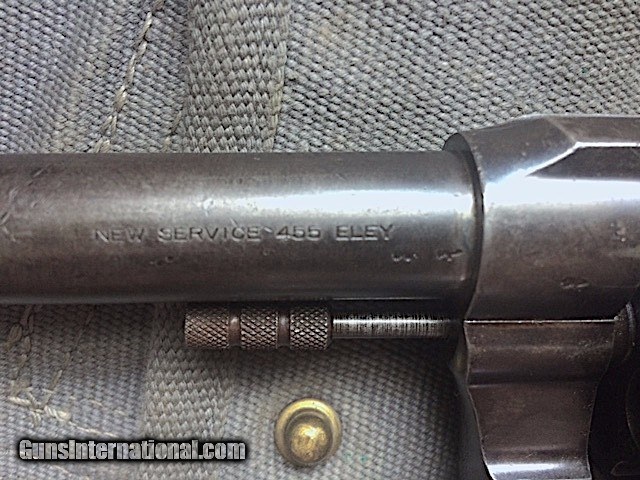 NEW SERVICE 455 ELEY
GunsInternational.com